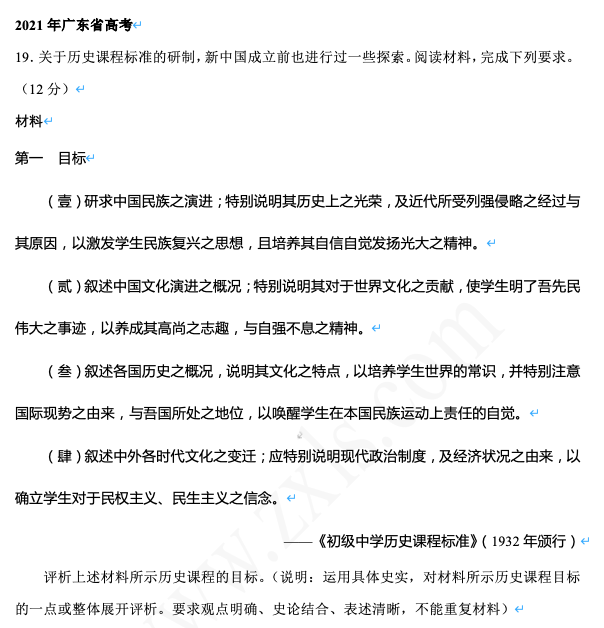 2021 年广东省高考↵
19. 关于历史课程标准的研制，新中国成立前也进行过一些探索。阅读材料，完成下列要求。
（12 分）↵
材料↵
第一　目标↵
（壹）研求中国民族之演进；特别说明其历史上之光荣，及近代所受列强侵略之经过与
其原因，以激发学生民族复兴之思想，且培养其自信自觉发扬光大之精神。↵
（贰）叙述中国文化演进之概况；特别说明其对于世界文化之贡献，使学生明了吾先民
伟大之事迹，以养成其高尚之志趣，与自强不息之精神。↵
（叁）叙述各国历史之概况，说明其文化之特点，以培养学生世界的常识，并特别注意
国际现势之由来，与吾国所处之地位，以唤醒学生在本国民族运动上责任的自觉。↵
（肆）叙述中外各时代文化之变迁；应特别说明现代政治制度，及经济状况之由来，以
确立学生对于民权主义、民生主义之信念。↵
——《初级中学历史课程标准》（1932 年颁行）↵
评析上述材料所示历史课程的目标。（说明：运用具体史实，对材料所示历史课程目标
的一点或整体展开评析。要求观点明确、史论结合、表述清晰，不能重复材料）↵
www.zxls.com